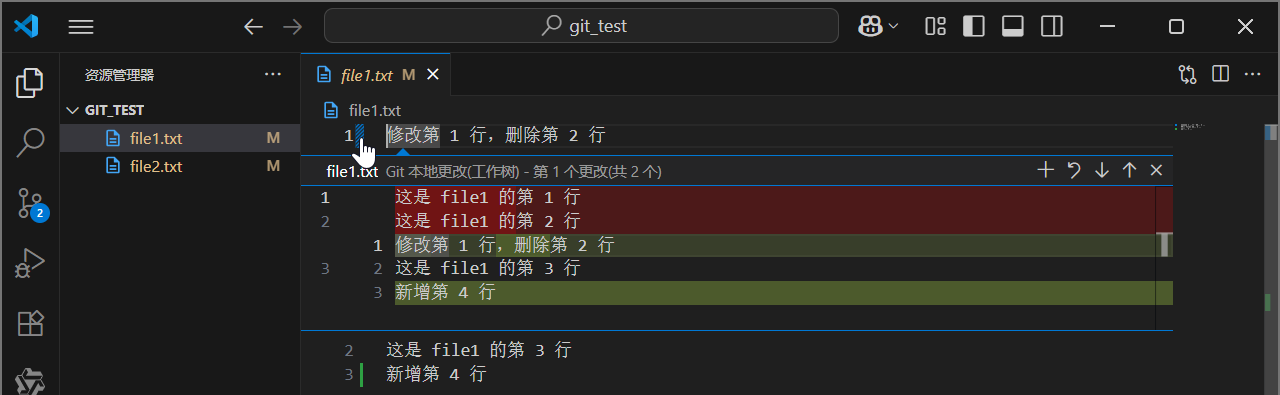 git_test
资源管理器
file1.txt M
GIT_TEST
file1.txt M
file2.txt M
2
file1.txt
1 修改第 1 行，删除第 2 行
file1.txt Git 本地更改(工作树) - 第 1 个更改(共 2 个)
1 这是 file1 的第 1 行
2 这是 file1 的第 2 行
1 修改第 1 行，删除第 2 行
3 2 这是 file1 的第 3 行
3 新增第 4 行
2 这是 file1 的第 3 行
3 新增第 4 行